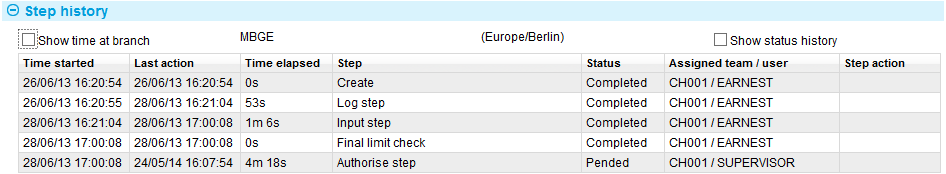 Step history
Show time at branch MBGE (Europe/Berlin) Show status history
Time started Last action Time elapsed Step Status Assigned team / user Step action
26/06/13 16:20:54 26/06/13 16:20:54 0s Create Completed CH001 / EARNEST
26/06/13 16:20:55 28/06/13 16:21:04 53s Log step Completed CH001 / EARNEST
28/06/13 16:21:04 28/06/13 17:00:08 1m 6s Input step Completed CH001 / EARNEST
28/06/13 17:00:08 28/06/13 17:00:08 0s Final limit check Completed CH001 / EARNEST
28/06/13 17:00:08 24/05/14 16:07:54 4m 18s Authorise step Pended CH001 / SUPERVISOR